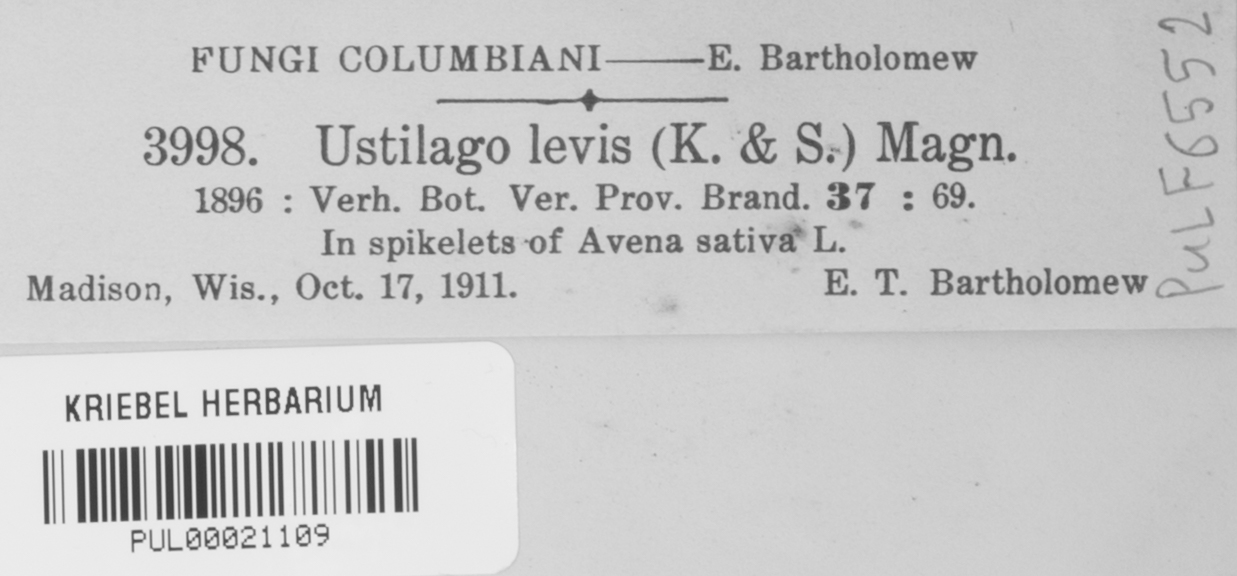 FUNGI COLUMBIANI——E. Bartholomew
3998. Ustilago levis (K. & S.) Magn.
1896 : Verh. Bot. Ver. Prov. Brand. 37 : 69.
In spikelets of Avena sativa L.
Madison, Wis., Oct. 17, 1911. E. T. Bartholomew
PuL F6552
KRIEBEL HERBARIUM
PUL00021109